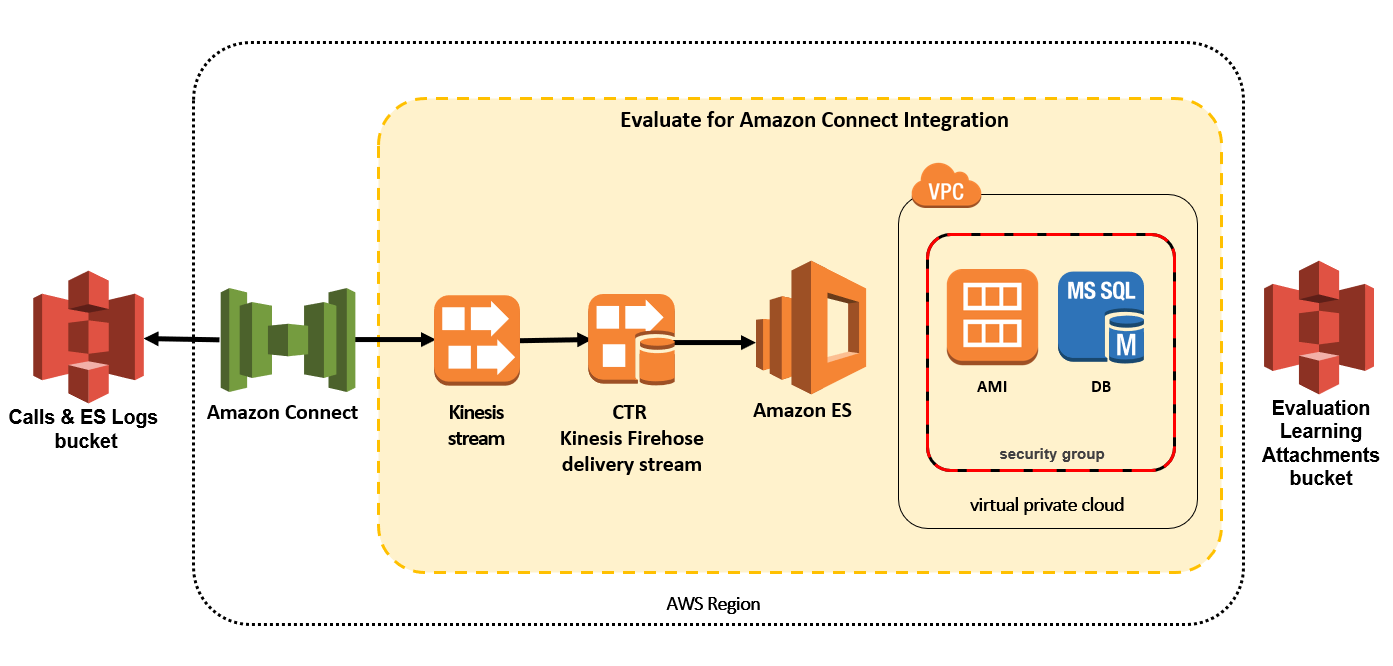 Evaluate for Amazon Connect Integration
VPC
MS SQL
M
AMI
DB
security group
virtual private cloud
Calls & ES Logs
bucket
Amazon Connect
Kinesis
stream
CTR
Kinesis Firehose
delivery stream
Amazon ES
Evaluation
Learning
Attachments
bucket
AWS Region